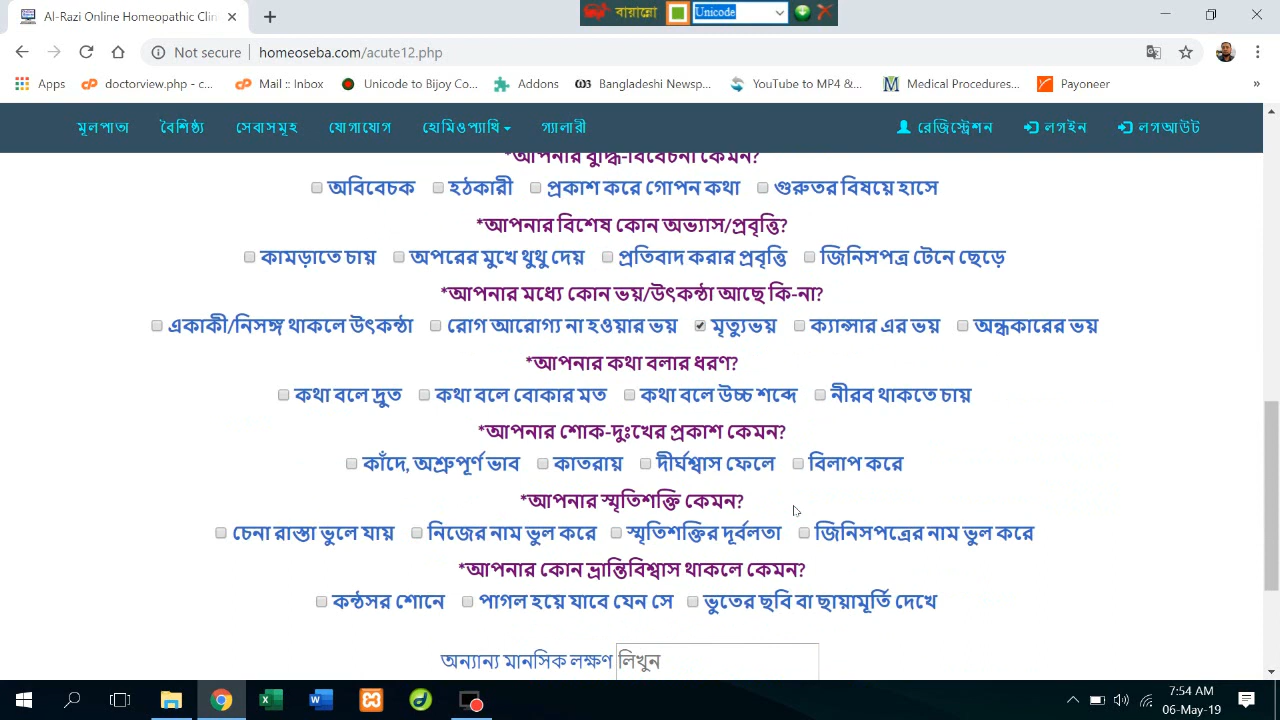 Al-Razi Online Homeopathic Clini
বায়ান্নো Unicode
Not secure homeoseba.com/acute12.php
Apps doctorview.php - c... Mail :: Inbox Unicode to Bijoy Co... Addons Bangladeshi Newsp... YouTube to MP4 &... Medical Procedures... Payoneer
মূলপাতা বৈশিষ্ঠ্য সেবাসমূহ যোগাযোগ হোমিওপ্যাথি গ্যালারী রেজিস্ট্রেশন লগইন লগআউট
*আপনার বুদ্ধি-বিবেচনা কেমন?
অবিবেচক হঠকারী প্রকাশ করে গোপন কথা গুরুতর বিষয়ে হাসে
*আপনার বিশেষ কোন অভ্যাস/প্রবৃত্তি?
কামড়াতে চায় অপরের মুখে থুথু দেয় প্রতিবাদ করার প্রবৃত্তি জিনিসপত্র টেনে ছেড়ে
*আপনার মধ্যে কোন ভয়/উৎকন্ঠা আছে কি-না?
একাকী/নিসঙ্গ থাকলে উৎকন্ঠা রোগ আরোগ্য না হওয়ার ভয় মৃত্যুভয় ক্যান্সার এর ভয় অন্ধকারের ভয়
*আপনার কথা বলার ধরণ?
কথা বলে দ্রুত কথা বলে বোকার মত কথা বলে উচ্চ শব্দে নীরব থাকতে চায়
*আপনার শোক-দুঃখের প্রকাশ কেমন?
কাঁদে, অশ্রুপূর্ণ ভাব কাতরায় দীর্ঘশ্বাস ফেলে বিলাপ করে
*আপনার স্মৃতিশক্তি কেমন?
চেনা রাস্তা ভুলে যায় নিজের নাম ভুল করে স্মৃতিশক্তির দূর্বলতা জিনিসপত্রের নাম ভুল করে
*আপনার কোন ভ্রান্তিবিশ্বাস থাকলে কেমন?
কন্ঠসর শোনে পাগল হয়ে যাবে যেন সে ভুতের ছবি বা ছায়ামূর্তি দেখে
অন্যান্য মানসিক লক্ষণ লিখুন
7:54 AM
06-May-19